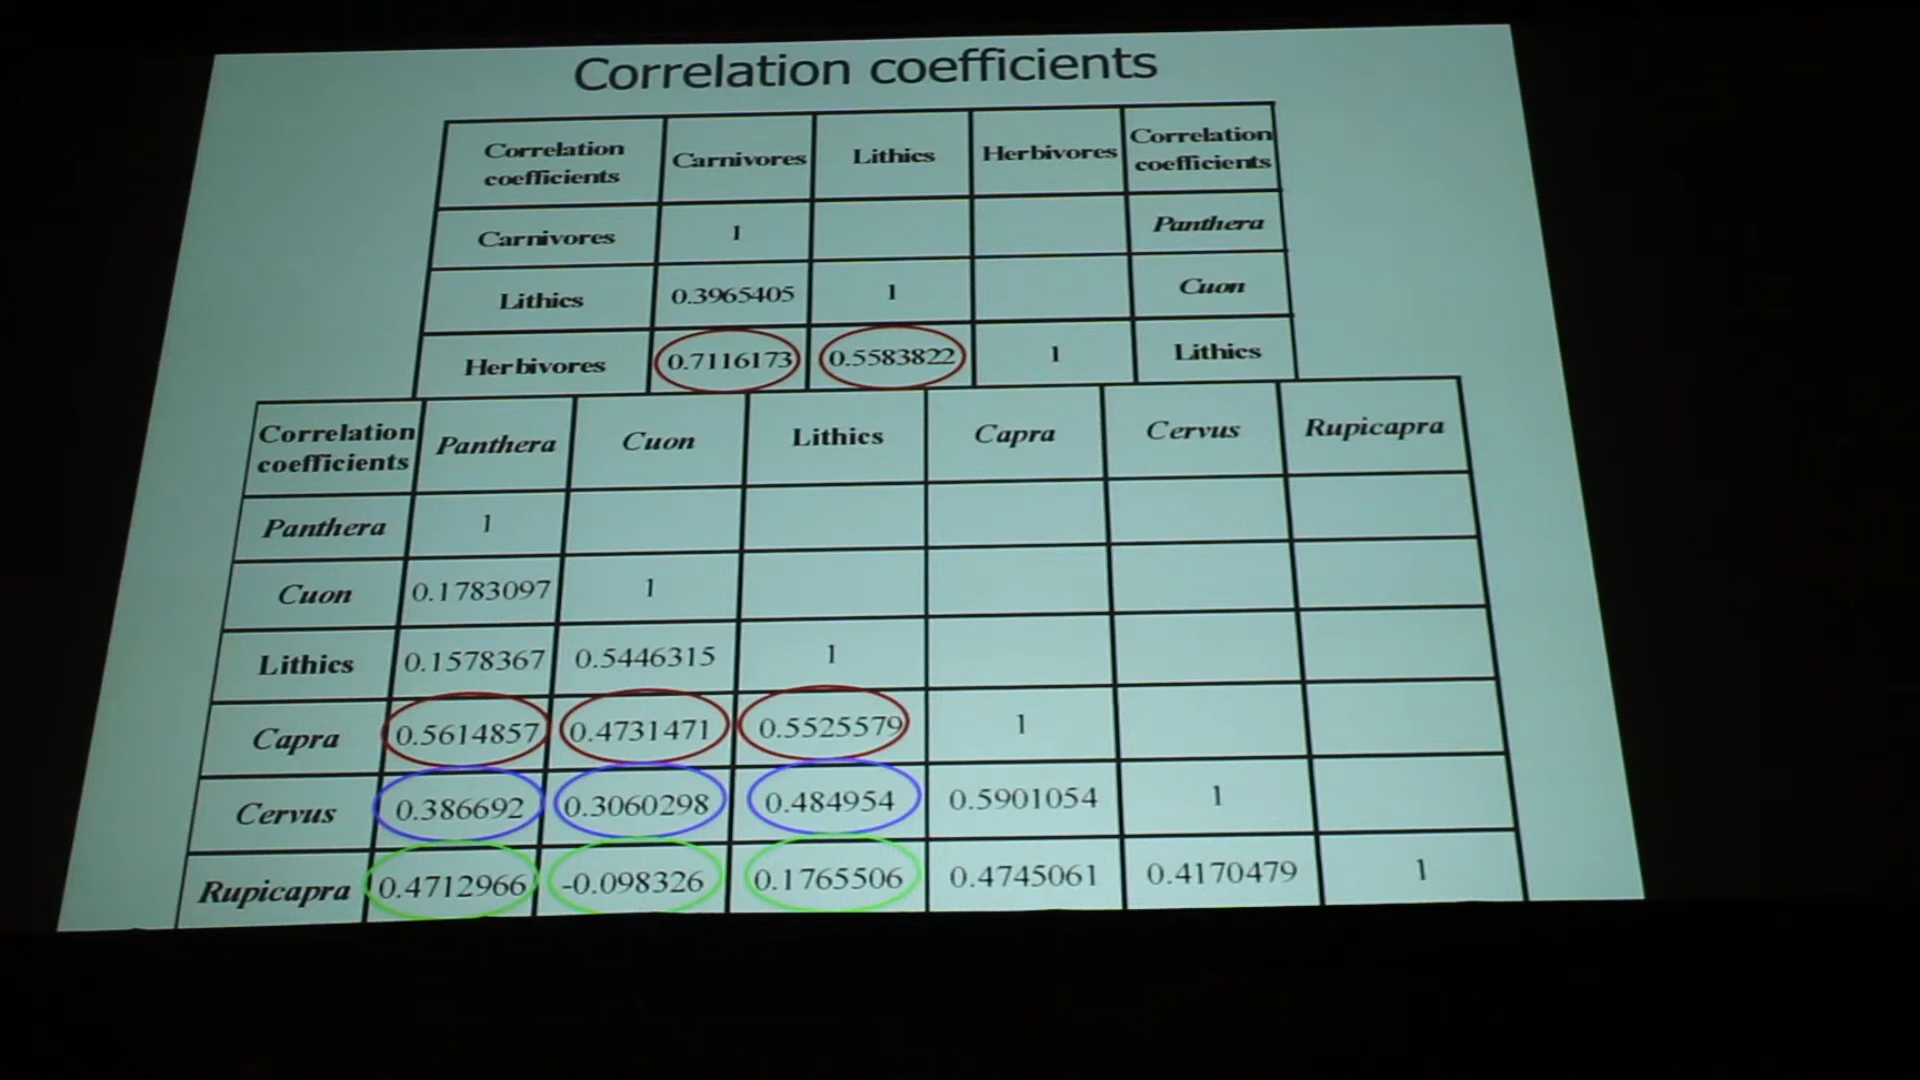 Correlation coefficients
Correlation coefficients Carnivores Lithics Herbivores Correlation coefficients
Carnivores 1 Panthera
Lithics 0.3965405 1 Cuon
Herbivores 0.7116173 0.5583822 1 Lithics
Correlation coefficients Panthera Cuon Lithics Capra Cervus Rupicapra
Panthera 1
Cuon 0.1783097 1
Lithics 0.1578367 0.5446315 1
Capra 0.5614857 0.4731471 0.5525579 1
Cervus 0.386692 0.3060298 0.484954 0.5901054 1
Rupicapra 0.4712966 -0.098326 0.1765506 0.4745061 0.4170479 1